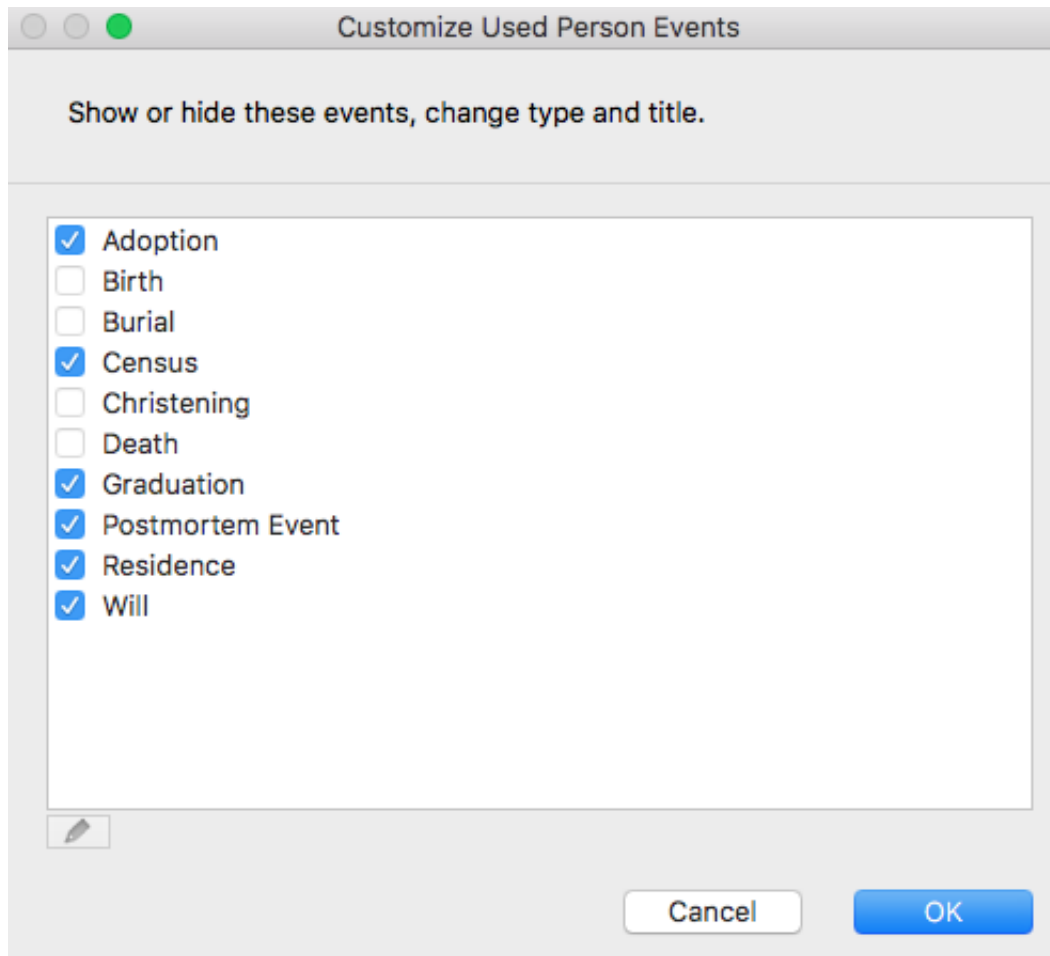 Customize Used Person Events
Show or hide these events, change type and title.
Adoption
Birth
Burial
Census
Christening
Death
Graduation
Postmortem Event
Residence
Will
Cancel OK